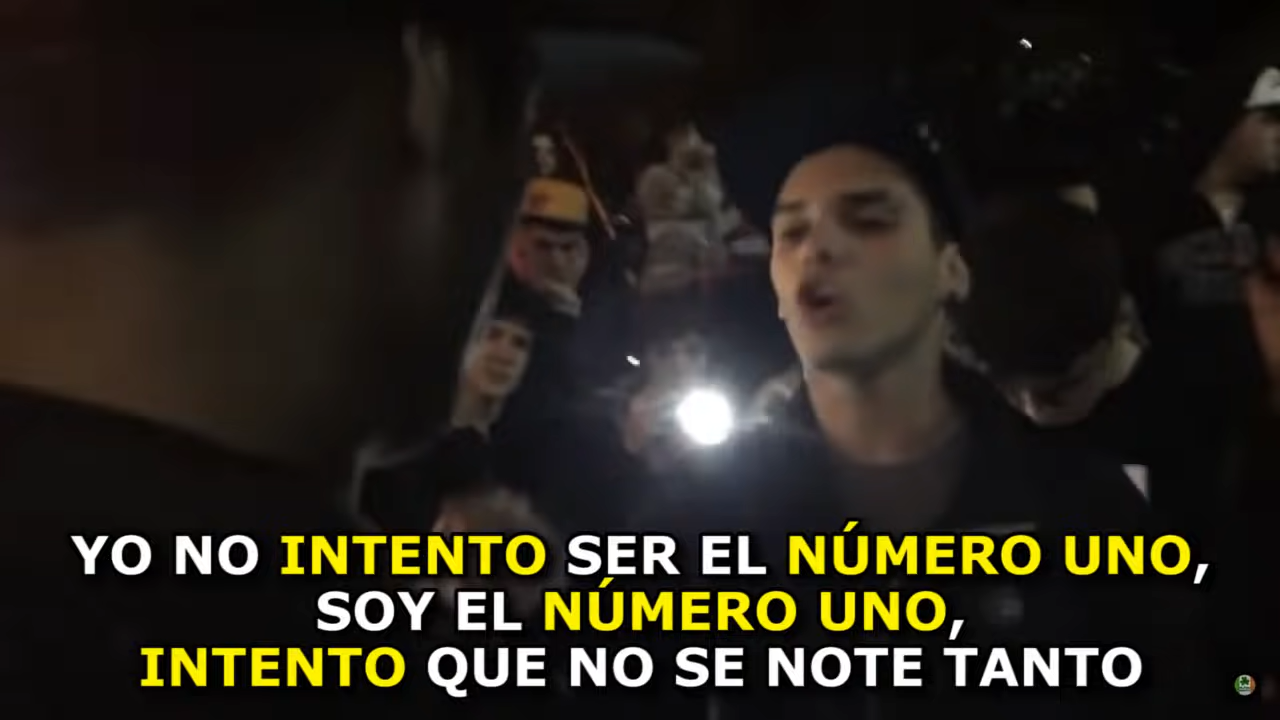 YO NO INTENTO SER EL NÚMERO UNO,
SOY EL NÚMERO UNO,
INTENTO QUE NO SE NOTE TANTO